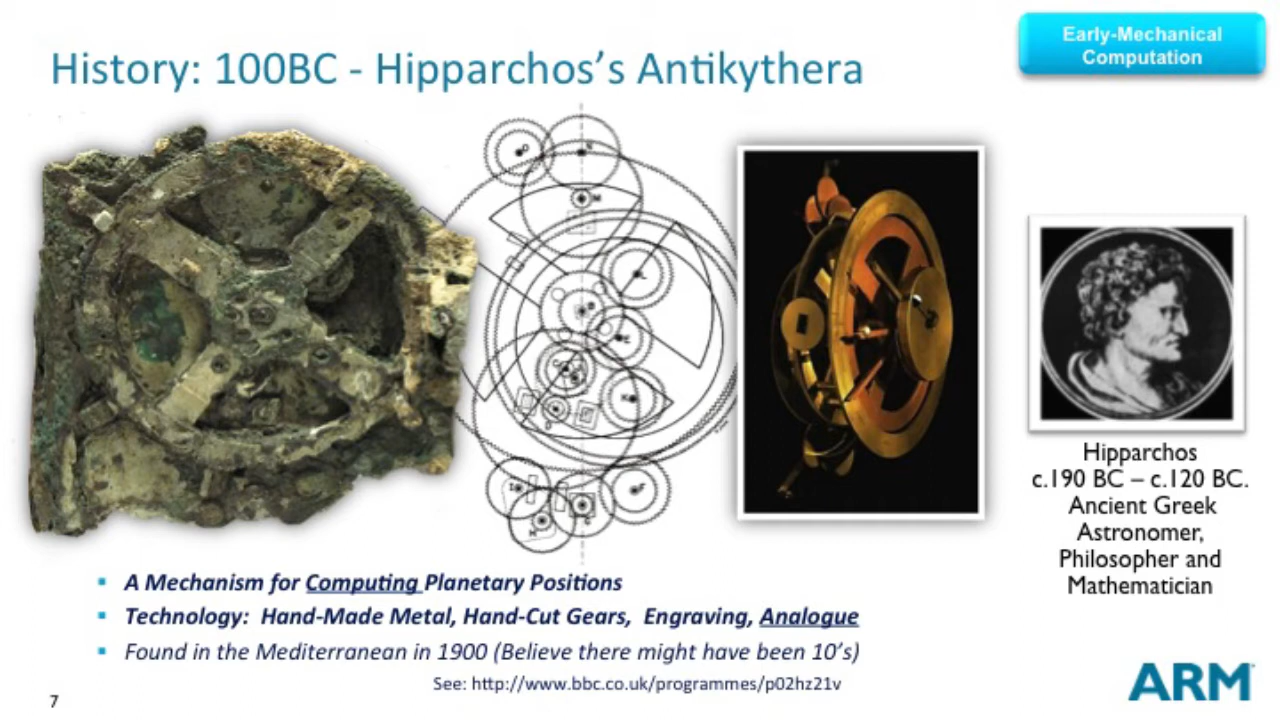 Early-Mechanical
Computation
History: 100BC - Hipparchos's Antikythera
Hipparchos
c.190 BC – c.120 BC.
Ancient Greek
Astronomer,
Philosopher and
Mathematician
▪ A Mechanism for Computing Planetary Positions
▪ Technology: Hand-Made Metal, Hand-Cut Gears, Engraving, Analogue
▪ Found in the Mediterranean in 1900 (Believe there might have been 10's)
See: http://www.bbc.co.uk/programmes/p02hz21v
7
ARM